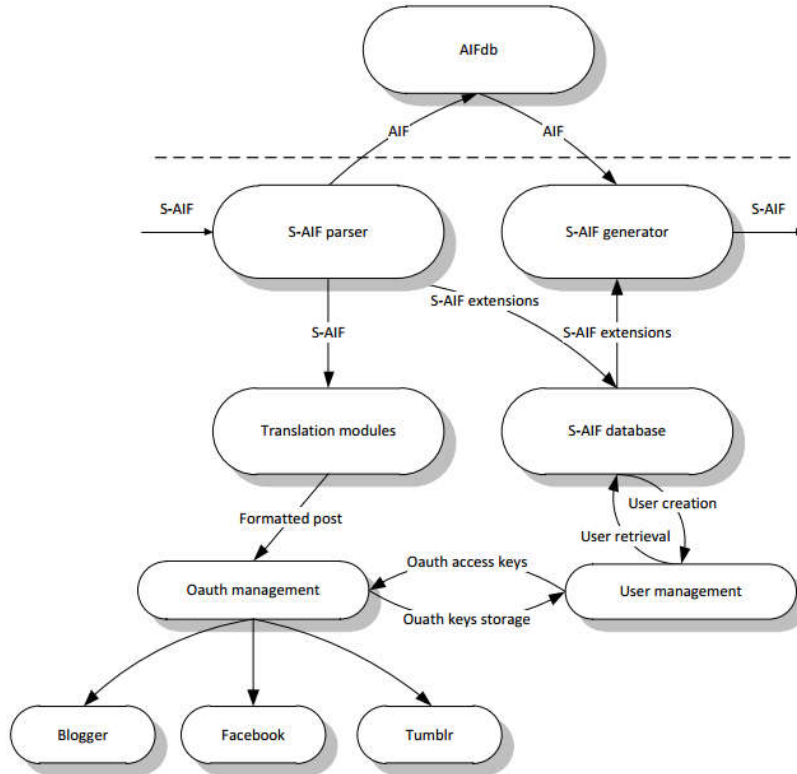 AIFdb
AIF
AIF
S-AIF
S-AIF parser
S-AIF generator
S-AIF
S-AIF extensions
S-AIF
S-AIF extensions
Translation modules
S-AIF database
User creation
Formatted post
User retrieval
Oauth access keys
Oauth management
User management
Ouath keys storage
Blogger
Facebook
Tumblr